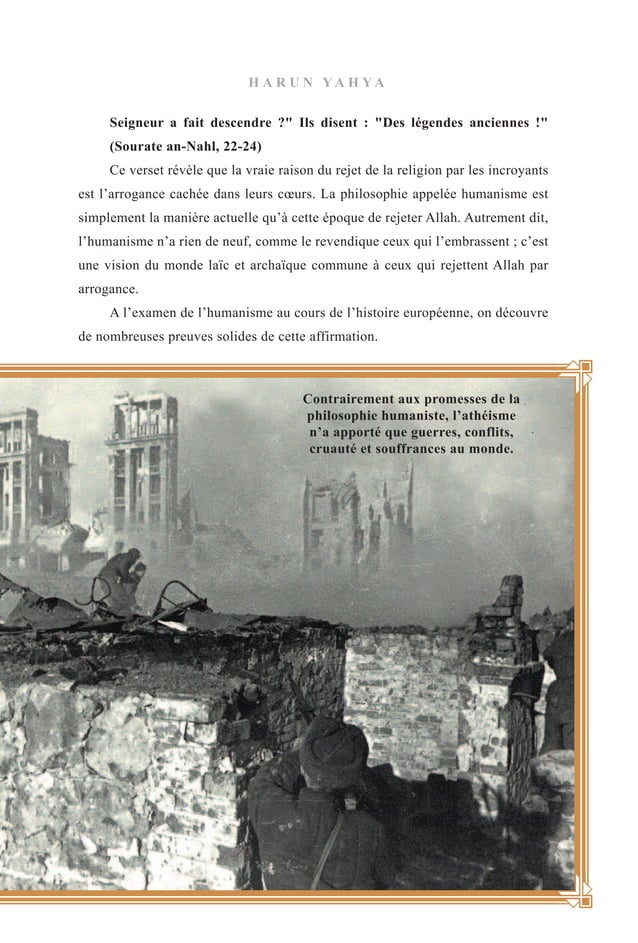 HARUN YAHYA
Seigneur a fait descendre ?" Ils disent : "Des légendes anciennes !"
(Sourate an-Nahl, 22-24)
Ce verset révèle que la vraie raison du rejet de la religion par les incroyants
est l’arrogance cachée dans leurs cœurs. La philosophie appelée humanisme est
simplement la manière actuelle qu’à cette époque de rejeter Allah. Autrement dit,
l’humanisme n’a rien de neuf, comme le revendique ceux qui l’embrassent ; c’est
une vision du monde laïc et archaïque commune à ceux qui rejettent Allah par
arrogance.
A l’examen de l’humanisme au cours de l’histoire européenne, on découvre
de nombreuses preuves solides de cette affirmation.
Contrairement aux promesses de la
philosophie humaniste, l’athéisme
n’a apporté que guerres, conflits,
cruauté et souffrances au monde.